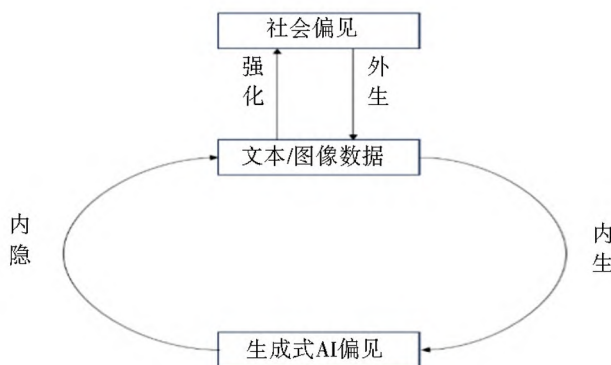 社会偏见
强化
外生
文本/图像数据
内隐
内生
生成式AI偏见